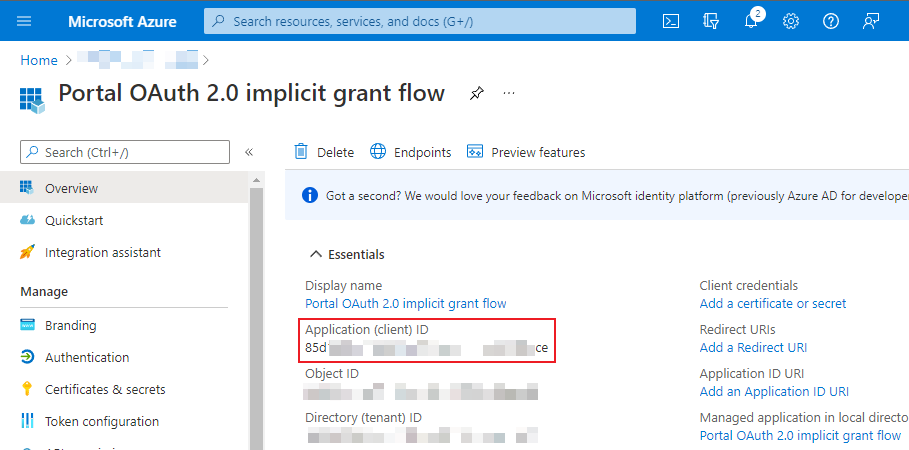 Microsoft Azure
Search resources, services, and docs (G+/)
2
Home
Portal OAuth 2.0 implicit grant flow
Search (Ctrl+/)
Delete
Endpoints
Preview features
Overview
Quickstart
Integration assistant
Manage
Branding
Authentication
Certificates & secrets
Token configuration
Got a second? We would love your feedback on Microsoft identity platform (previously Azure AD for developer
Essentials
Display name
Portal OAuth 2.0 implicit grant flow
Application (client) ID
85d ce
Object ID
Directory (tenant) ID
Client credentials
Add a certificate or secret
Redirect URIs
Add a Redirect URI
Application ID URI
Add an Application ID URI
Managed application in local directo
Portal OAuth 2.0 implicit grant flow